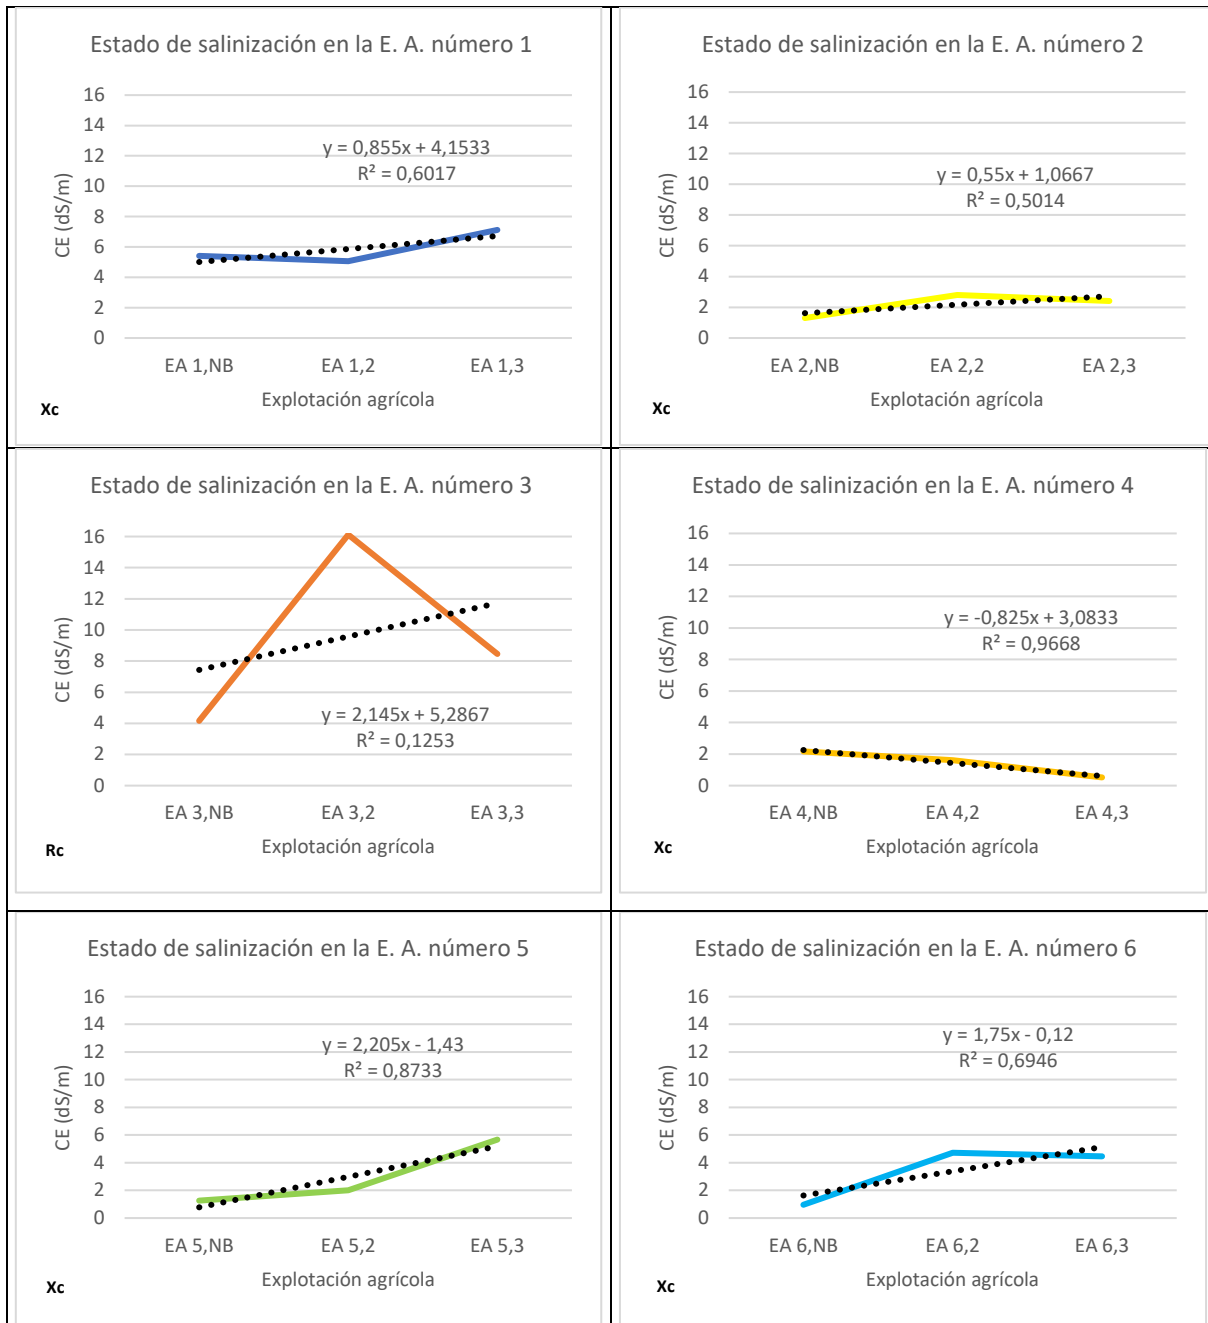 Estado de salinización en la E. A. número 1
16
14
12
10
8
6
4
2
0
CE (dS/m)
y = 0,855x + 4,1533
R² = 0,6017
EA 1,NB EA 1,2 EA 1,3
Explotación agrícola
Xc
Estado de salinización en la E. A. número 2
16
14
12
10
8
6
4
2
0
CE (dS/m)
y = 0,55x + 1,0667
R² = 0,5014
EA 2,NB EA 2,2 EA 2,3
Explotación agrícola
Xc
Estado de salinización en la E. A. número 3
16
14
12
10
8
6
4
2
0
CE (dS/m)
y = 2,145x + 5,2867
R² = 0,1253
EA 3,NB EA 3,2 EA 3,3
Explotación agrícola
Rc
Estado de salinización en la E. A. número 4
16
14
12
10
8
6
4
2
0
CE (dS/m)
y = -0,825x + 3,0833
R² = 0,9668
EA 4,NB EA 4,2 EA 4,3
Explotación agrícola
Xc
Estado de salinización en la E. A. número 5
16
14
12
10
8
6
4
2
0
CE (dS/m)
y = 2,205x - 1,43
R² = 0,8733
EA 5,NB EA 5,2 EA 5,3
Explotación agrícola
Xc
Estado de salinización en la E. A. número 6
16
14
12
10
8
6
4
2
0
CE (dS/m)
y = 1,75x - 0,12
R² = 0,6946
EA 6,NB EA 6,2 EA 6,3
Explotación agrícola
Xc